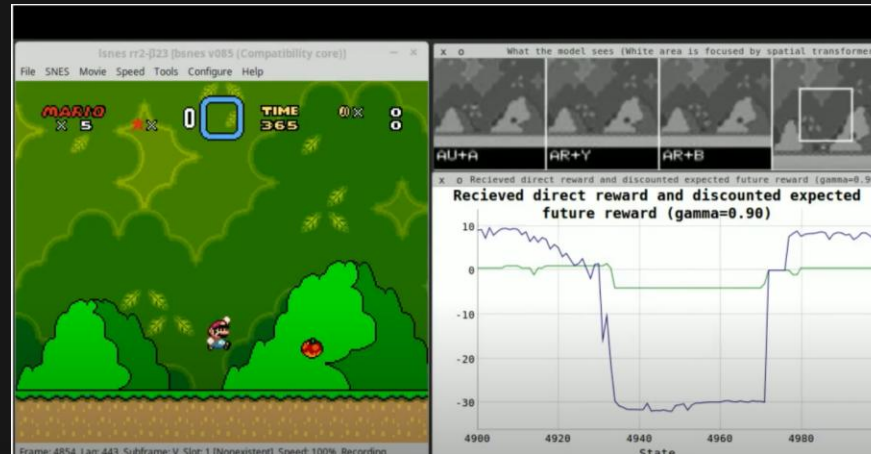 lsnes rr2-β23 [bsnes v085 (Compatibility core)]
File SNES Movie Speed Tools Configure Help
MARIO
× 5
× 0
TIME
365
× 0
0
Frame: 4854, Lag: 443, Subframe: V, Slot: 1 [Nonexistent], Speed: 100%, Recording
x o What the model sees (White area is focused by spatial transformer
AU+A
AR+Y
AR+B
x o Recieved direct reward and discounted expected future reward (gamma=0.9
Recieved direct reward and discounted expected
future reward (gamma=0.90)
10
0
-10
-20
-30
4900 4920 4940 4960 4980
State